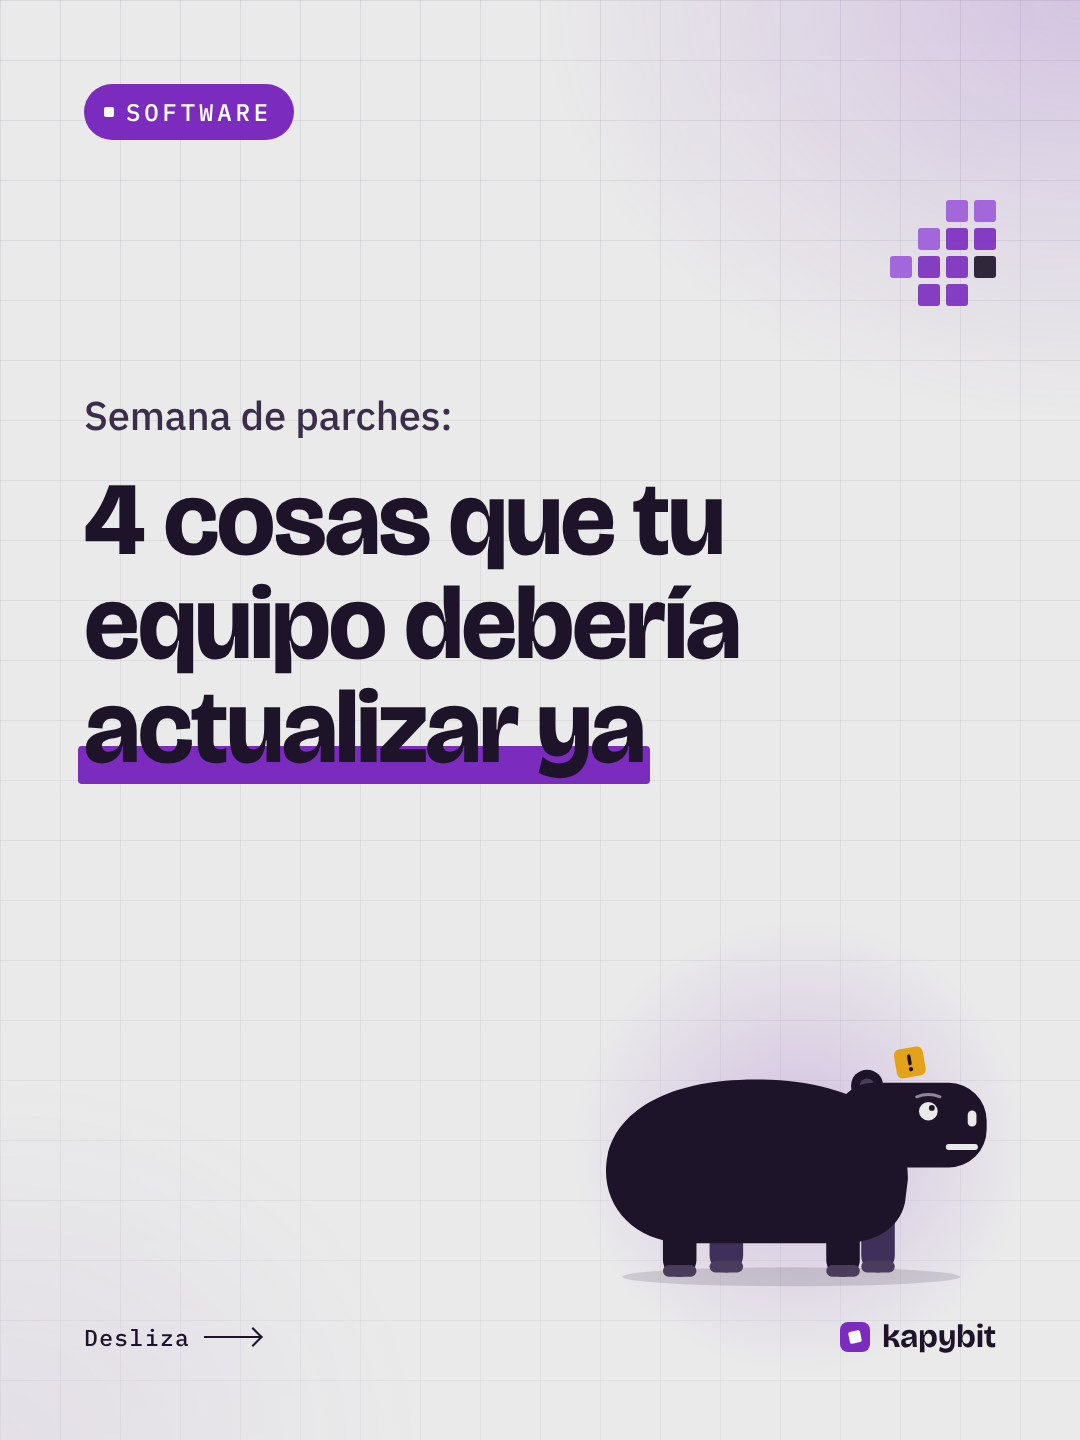 SOFTWARE
Semana de parches:
4 cosas que tu
equipo debería
actualizar ya
!
Desliza
kapybit